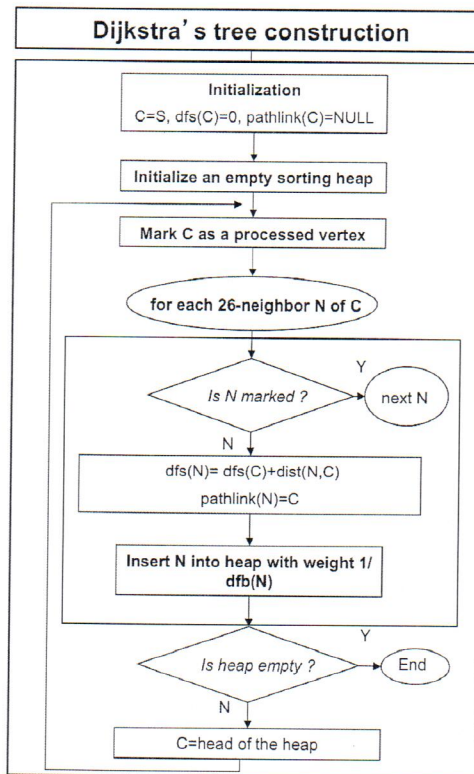 Dijkstra's tree construction
Initialization
C=S, dfs(C)=0, pathlink(C)=NULL
Initialize an empty sorting heap
Mark C as a processed vertex
for each 26-neighbor N of C
Y
Is N marked ?
next N
N
dfs(N)= dfs(C)+dist(N,C)
pathlink(N)=C
Insert N into heap with weight 1/
dfb(N)
Y
Is heap empty ?
End
N
C=head of the heap